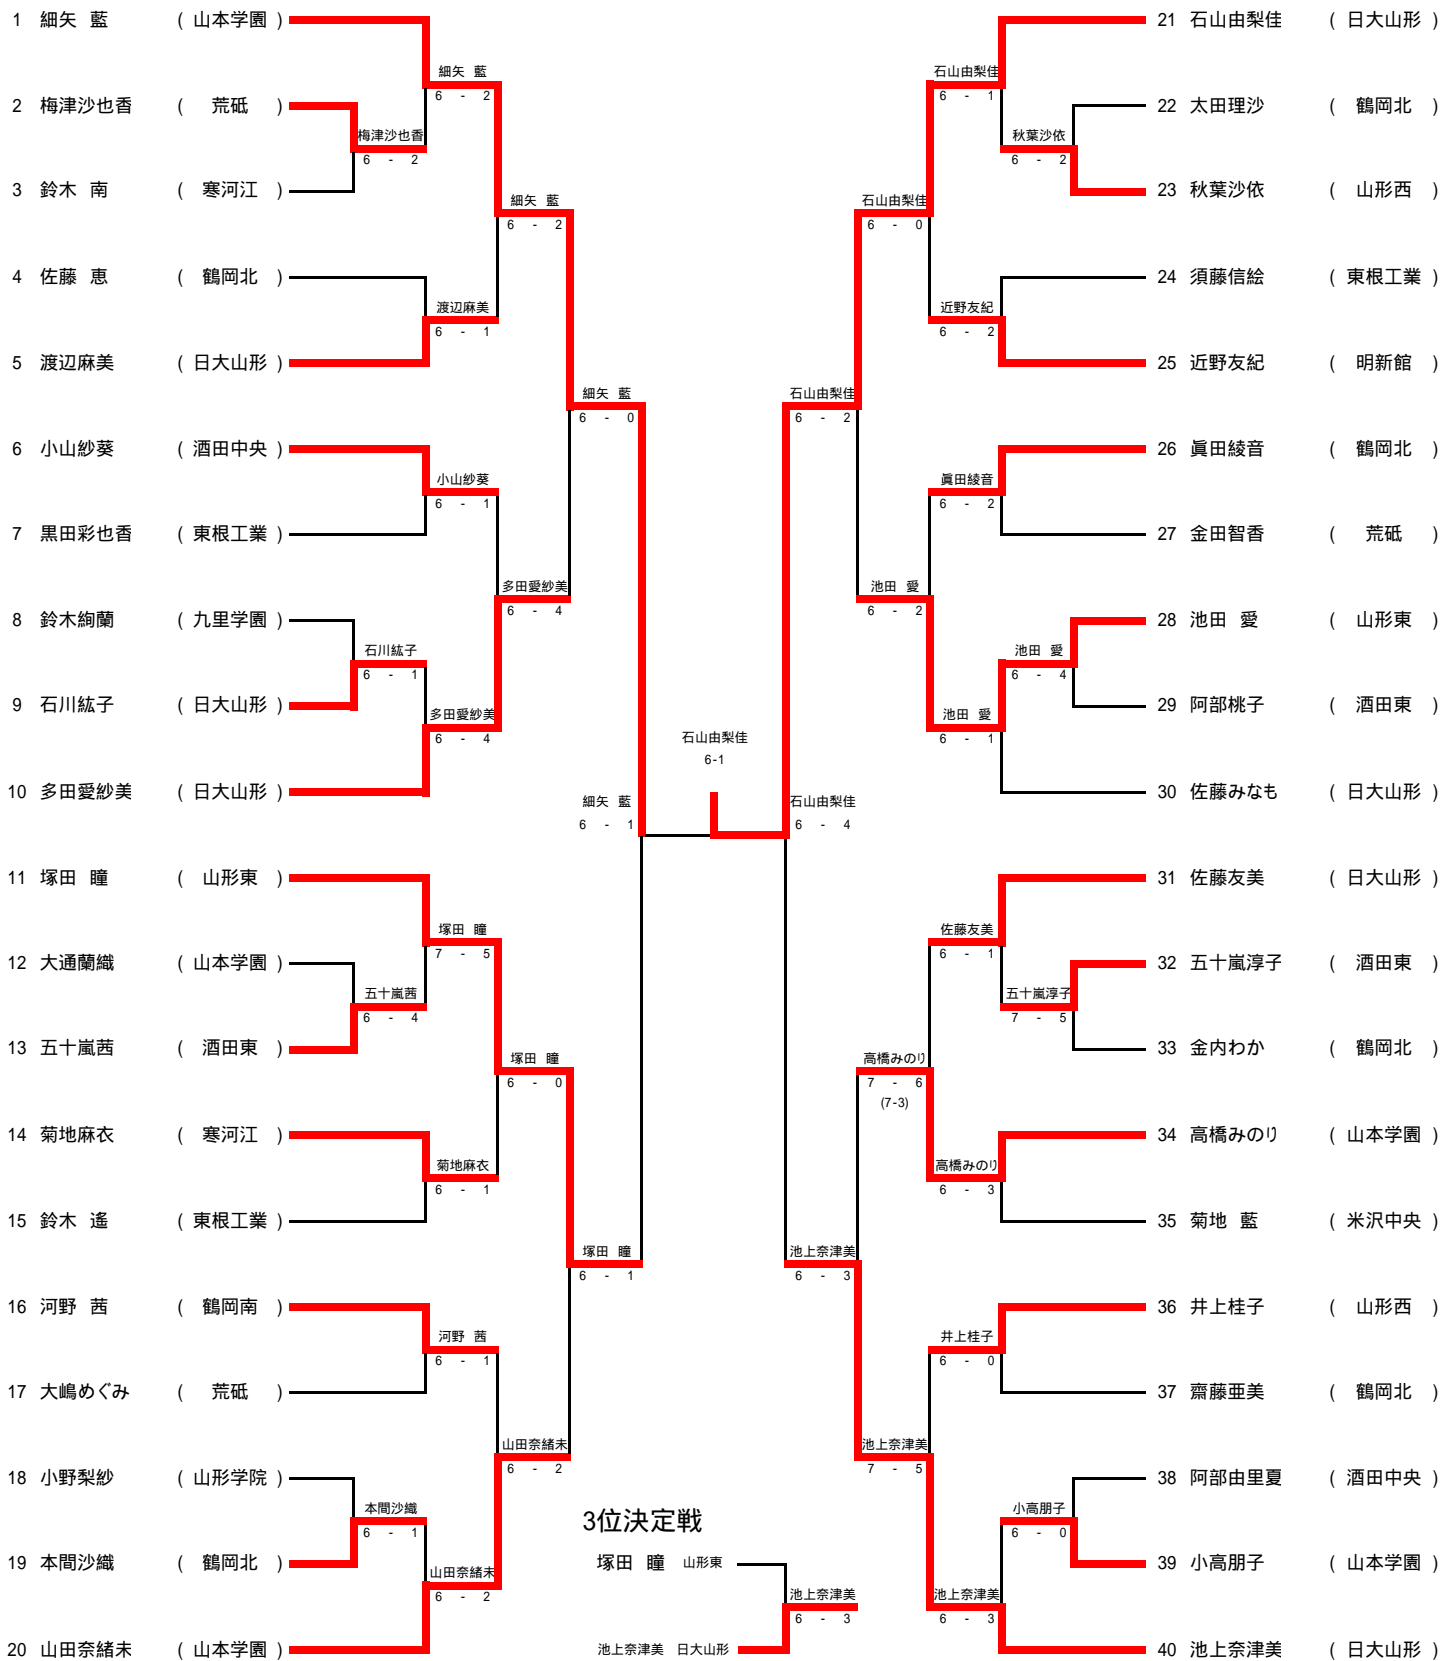 1 細矢 藍 ( 山本学園 )
2 梅津沙也香 ( 荒砥 )
3 鈴木 南 ( 寒河江 )
4 佐藤 恵 ( 鶴岡北 )
5 渡辺麻美 ( 日大山形 )
6 小山紗葵 ( 酒田中央 )
7 黒田彩也香 ( 東根工業 )
8 鈴木絢蘭 ( 九里学園 )
9 石川紘子 ( 日大山形 )
10 多田愛紗美 ( 日大山形 )
11 塚田 瞳 ( 山形東 )
12 大通蘭織 ( 山本学園 )
13 五十嵐茜 ( 酒田東 )
14 菊地麻衣 ( 寒河江 )
15 鈴木 遙 ( 東根工業 )
16 河野 茜 ( 鶴岡南 )
17 大嶋めぐみ ( 荒砥 )
18 小野梨紗 ( 山形学院 )
19 本間沙織 ( 鶴岡北 )
20 山田奈緒未 ( 山本学園 )
梅津沙也香
6 - 2
石川紘子
6 - 1
五十嵐茜
6 - 4
本間沙織
6 - 1
細矢 藍
6 - 2
渡辺麻美
6 - 1
小山紗葵
6 - 1
多田愛紗美
6 - 4
塚田 瞳
7 - 5
菊地麻衣
6 - 1
河野 茜
6 - 1
山田奈緒未
6 - 2
細矢 藍
6 - 2
多田愛紗美
6 - 4
塚田 瞳
6 - 0
山田奈緒未
6 - 2
細矢 藍
6 - 0
塚田 瞳
6 - 1
細矢 藍
6 - 1
石山由梨佳
6-1
石山由梨佳
6 - 4
石山由梨佳
6 - 2
池上奈津美
6 - 3
石山由梨佳
6 - 0
池田 愛
6 - 2
高橋みのり
7 - 6
(7-3)
池上奈津美
7 - 5
石山由梨佳
6 - 1
近野友紀
6 - 2
眞田綾音
6 - 2
池田 愛
6 - 1
佐藤友美
6 - 1
高橋みのり
6 - 3
井上桂子
6 - 0
池上奈津美
6 - 3
秋葉沙依
6 - 2
池田 愛
6 - 4
五十嵐淳子
7 - 5
小高朋子
6 - 0
21 石山由梨佳 ( 日大山形 )
22 太田理沙 ( 鶴岡北 )
23 秋葉沙依 ( 山形西 )
24 須藤信絵 ( 東根工業 )
25 近野友紀 ( 明新館 )
26 眞田綾音 ( 鶴岡北 )
27 金田智香 ( 荒砥 )
28 池田 愛 ( 山形東 )
29 阿部桃子 ( 酒田東 )
30 佐藤みなも ( 日大山形 )
31 佐藤友美 ( 日大山形 )
32 五十嵐淳子 ( 酒田東 )
33 金内わか ( 鶴岡北 )
34 高橋みのり ( 山本学園 )
35 菊地 藍 ( 米沢中央 )
36 井上桂子 ( 山形西 )
37 齋藤亜美 ( 鶴岡北 )
38 阿部由里夏 ( 酒田中央 )
39 小高朋子 ( 山本学園 )
40 池上奈津美 ( 日大山形 )
3位決定戦
塚田 瞳 山形東
池上奈津美
6 - 3
池上奈津美 日大山形